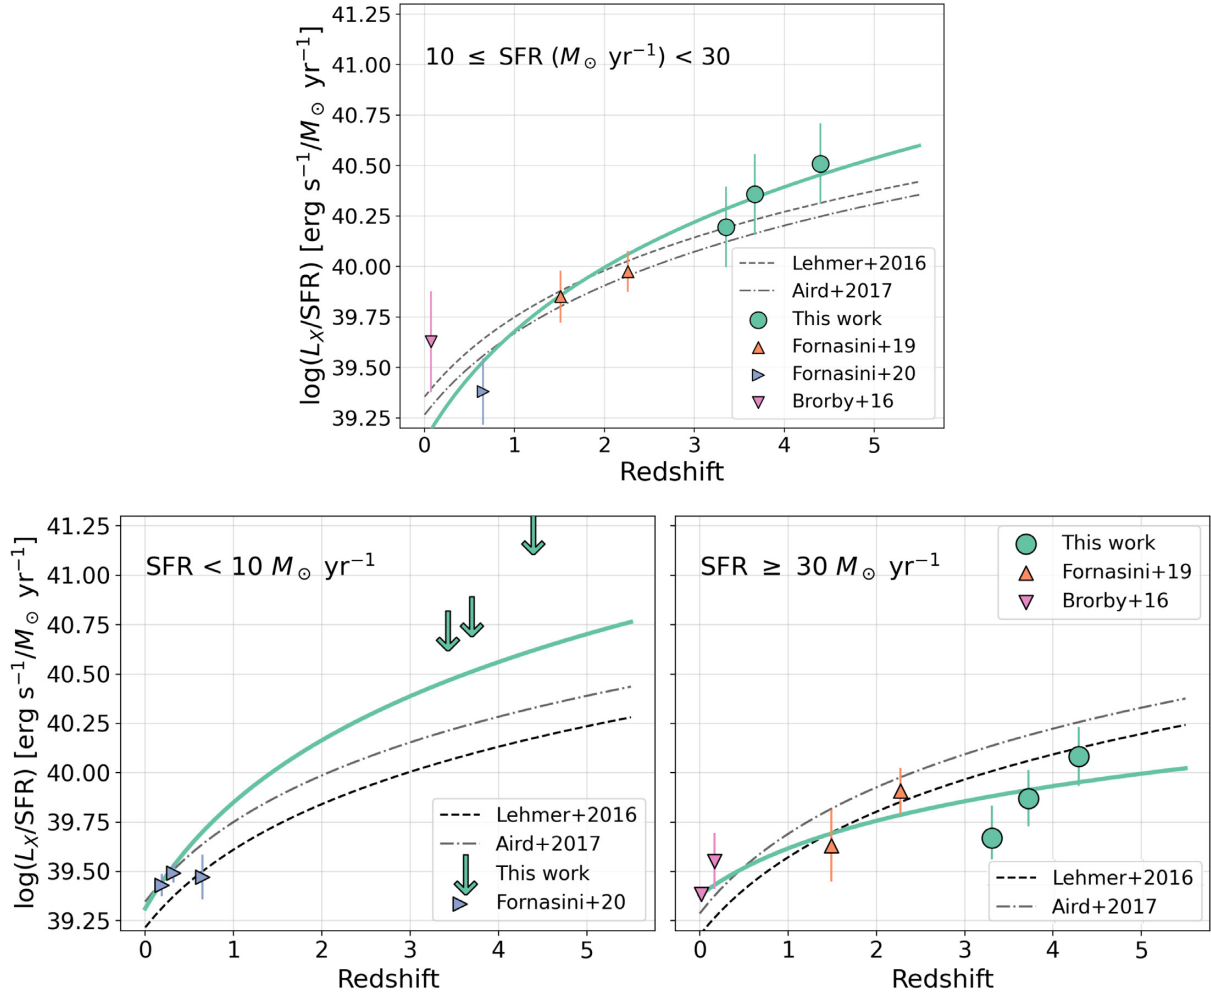 log(L_X/SFR) [erg s⁻¹/M_⊙ yr⁻¹]
41.25
41.00
40.75
40.50
40.25
40.00
39.75
39.50
39.25
10 ≤ SFR (M_⊙ yr⁻¹) < 30
Lehmer+2016
Aird+2017
This work
Fornasini+19
Fornasini+20
Brorby+16
0 1 2 3 4 5
Redshift
log(L_X/SFR) [erg s⁻¹/M_⊙ yr⁻¹]
41.25
41.00
40.75
40.50
40.25
40.00
39.75
39.50
39.25
SFR < 10 M_⊙ yr⁻¹
Lehmer+2016
Aird+2017
This work
Fornasini+20
0 1 2 3 4 5
Redshift
SFR ≥ 30 M_⊙ yr⁻¹
This work
Fornasini+19
Brorby+16
Lehmer+2016
Aird+2017
0 1 2 3 4 5
Redshift